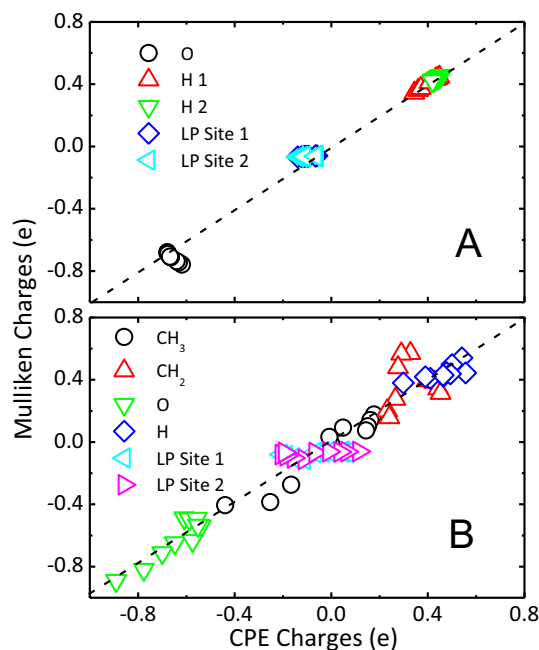 Mulliken Charges (e)
0.8
0.4
0.0
-0.4
-0.8
O
H 1
H 2
LP Site 1
LP Site 2
A
0.8
0.4
0.0
-0.4
-0.8
CH₃
CH₂
O
H
LP Site 1
LP Site 2
B
-0.8
-0.4
0.0
0.4
0.8
CPE Charges (e)